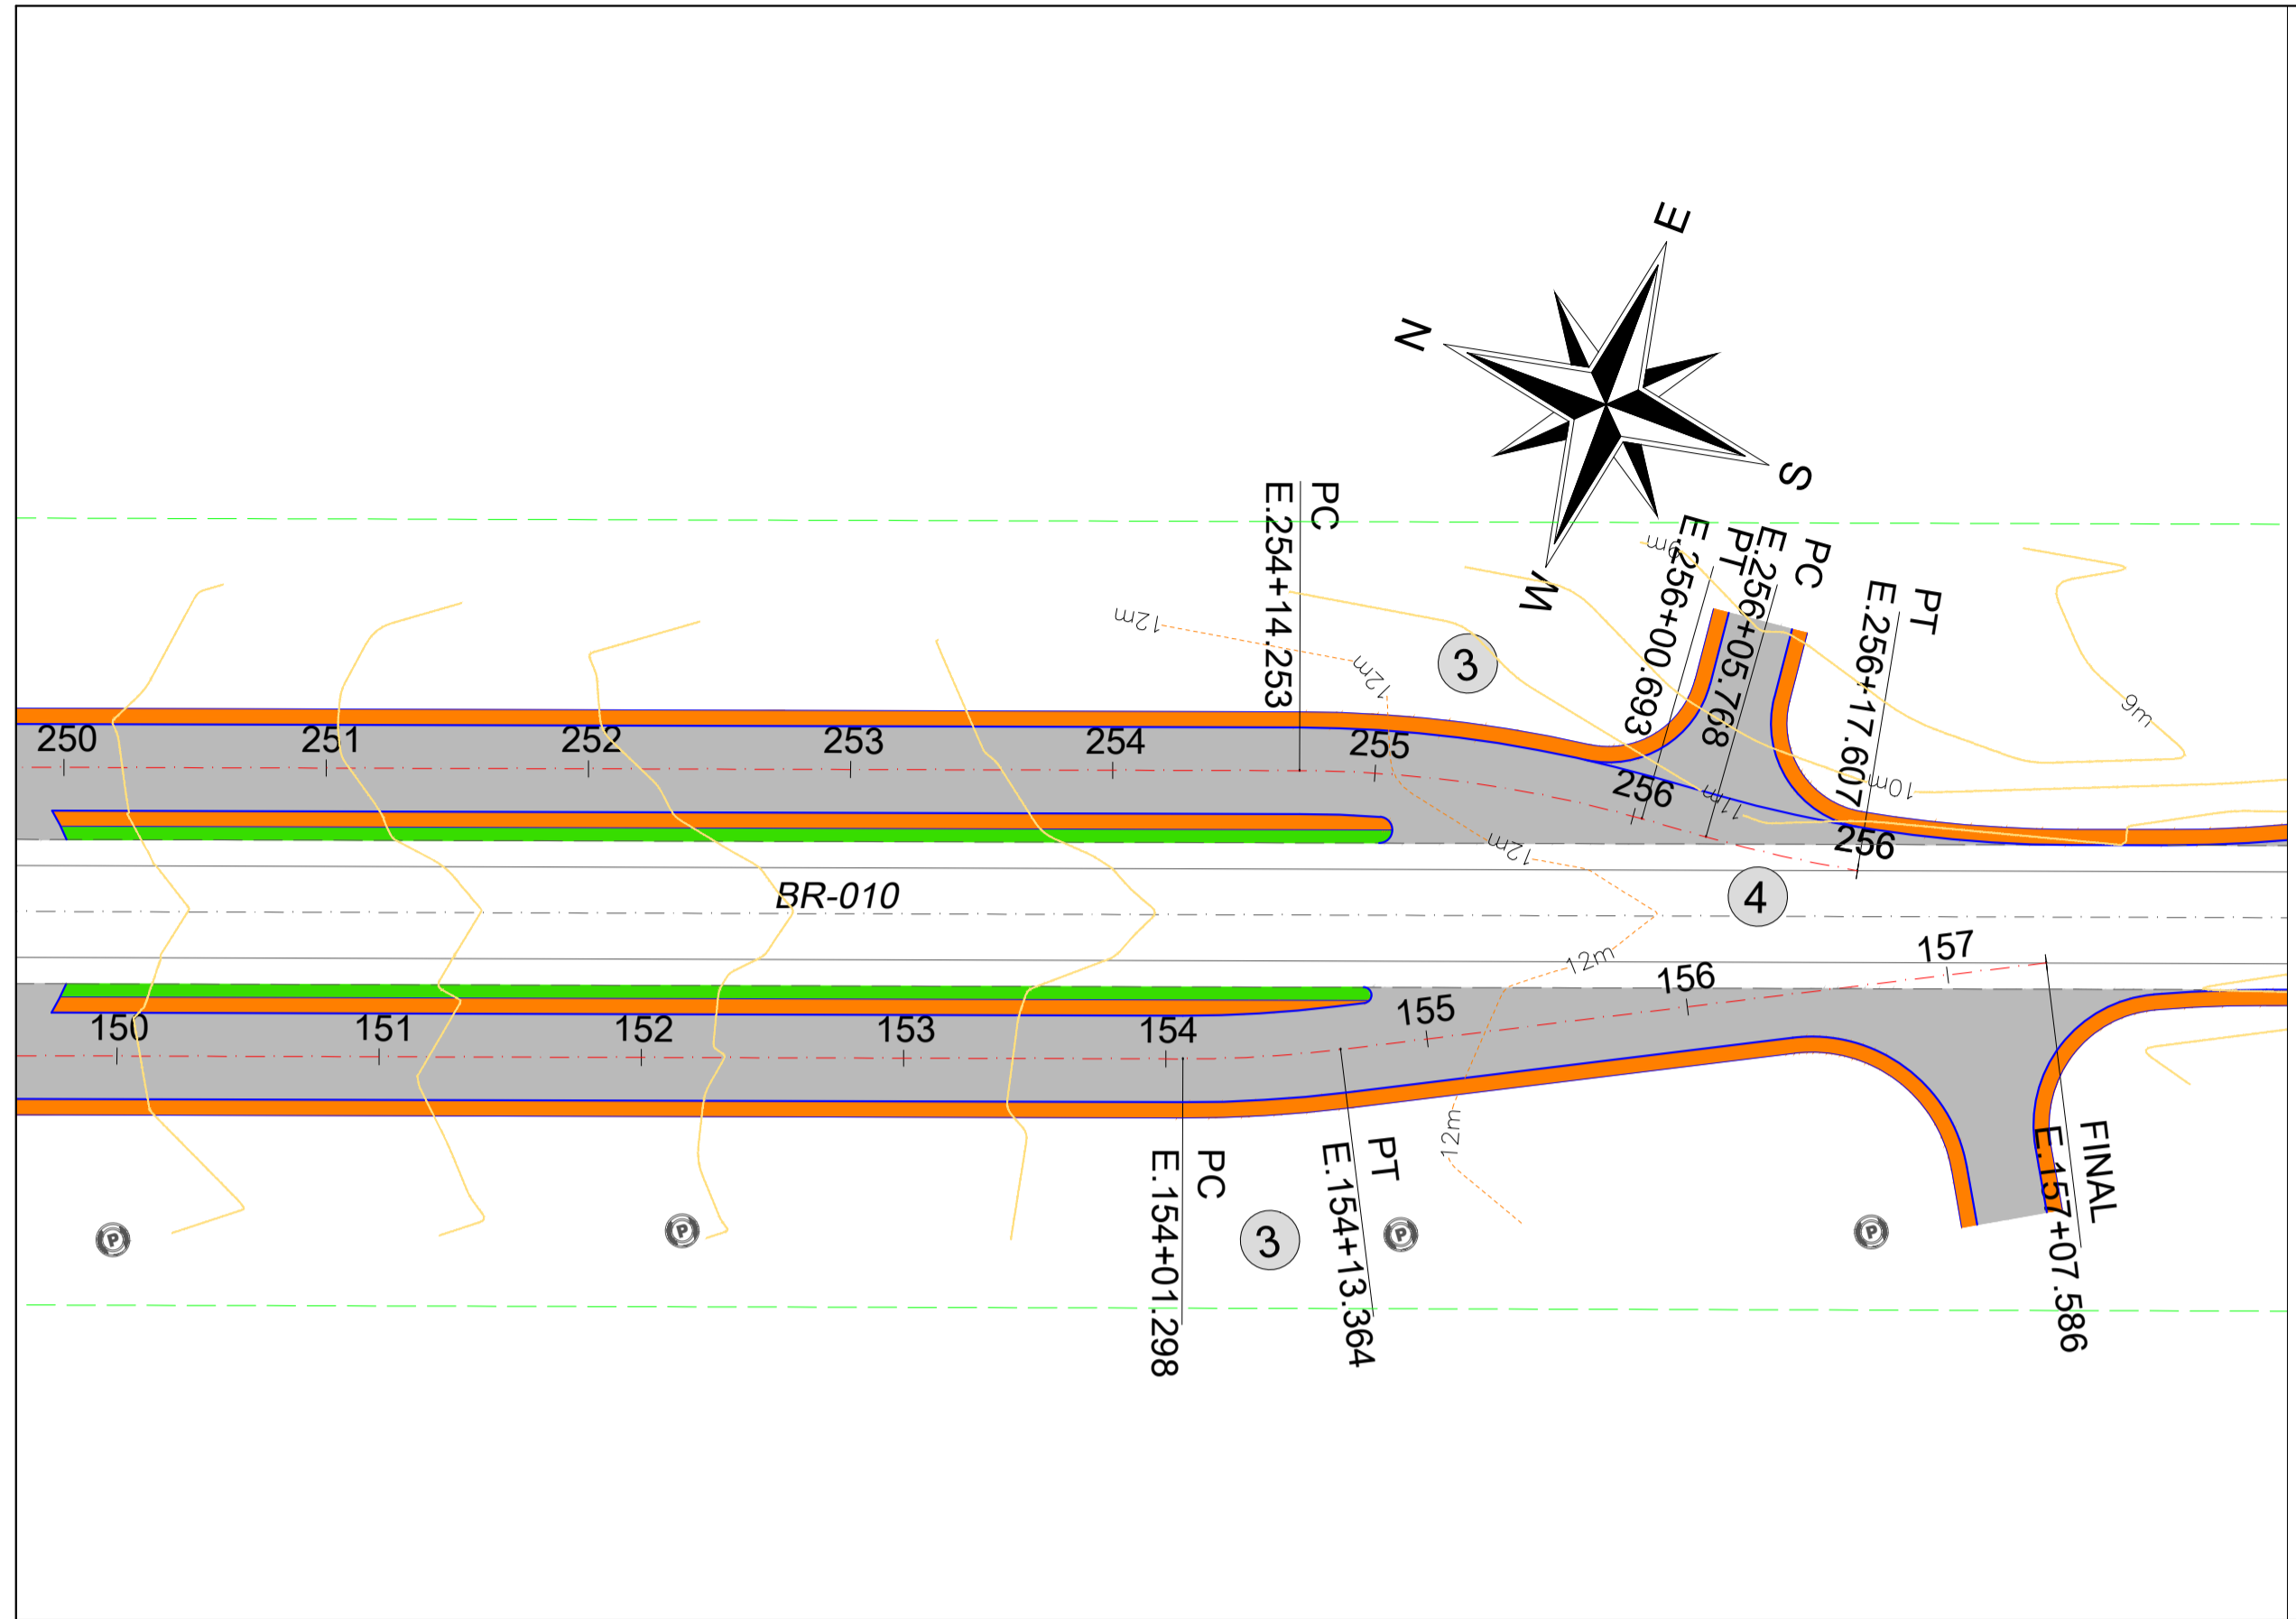 E
N
S
W
PC
E.254+14.253
PT
E.256+00.693
PC
E.256+05.768
PT
E.256+17.607
9m
12m
12m
3
9m
250
251
252
253
254
255
256
11m
10m
256
12m
BR-010
4
12m
157
156
155
150
151
152
153
154
12m
PC
E.154+01.298
PT
E.154+13.364
FINAL
E.157+07.586
3
P
P
P
P